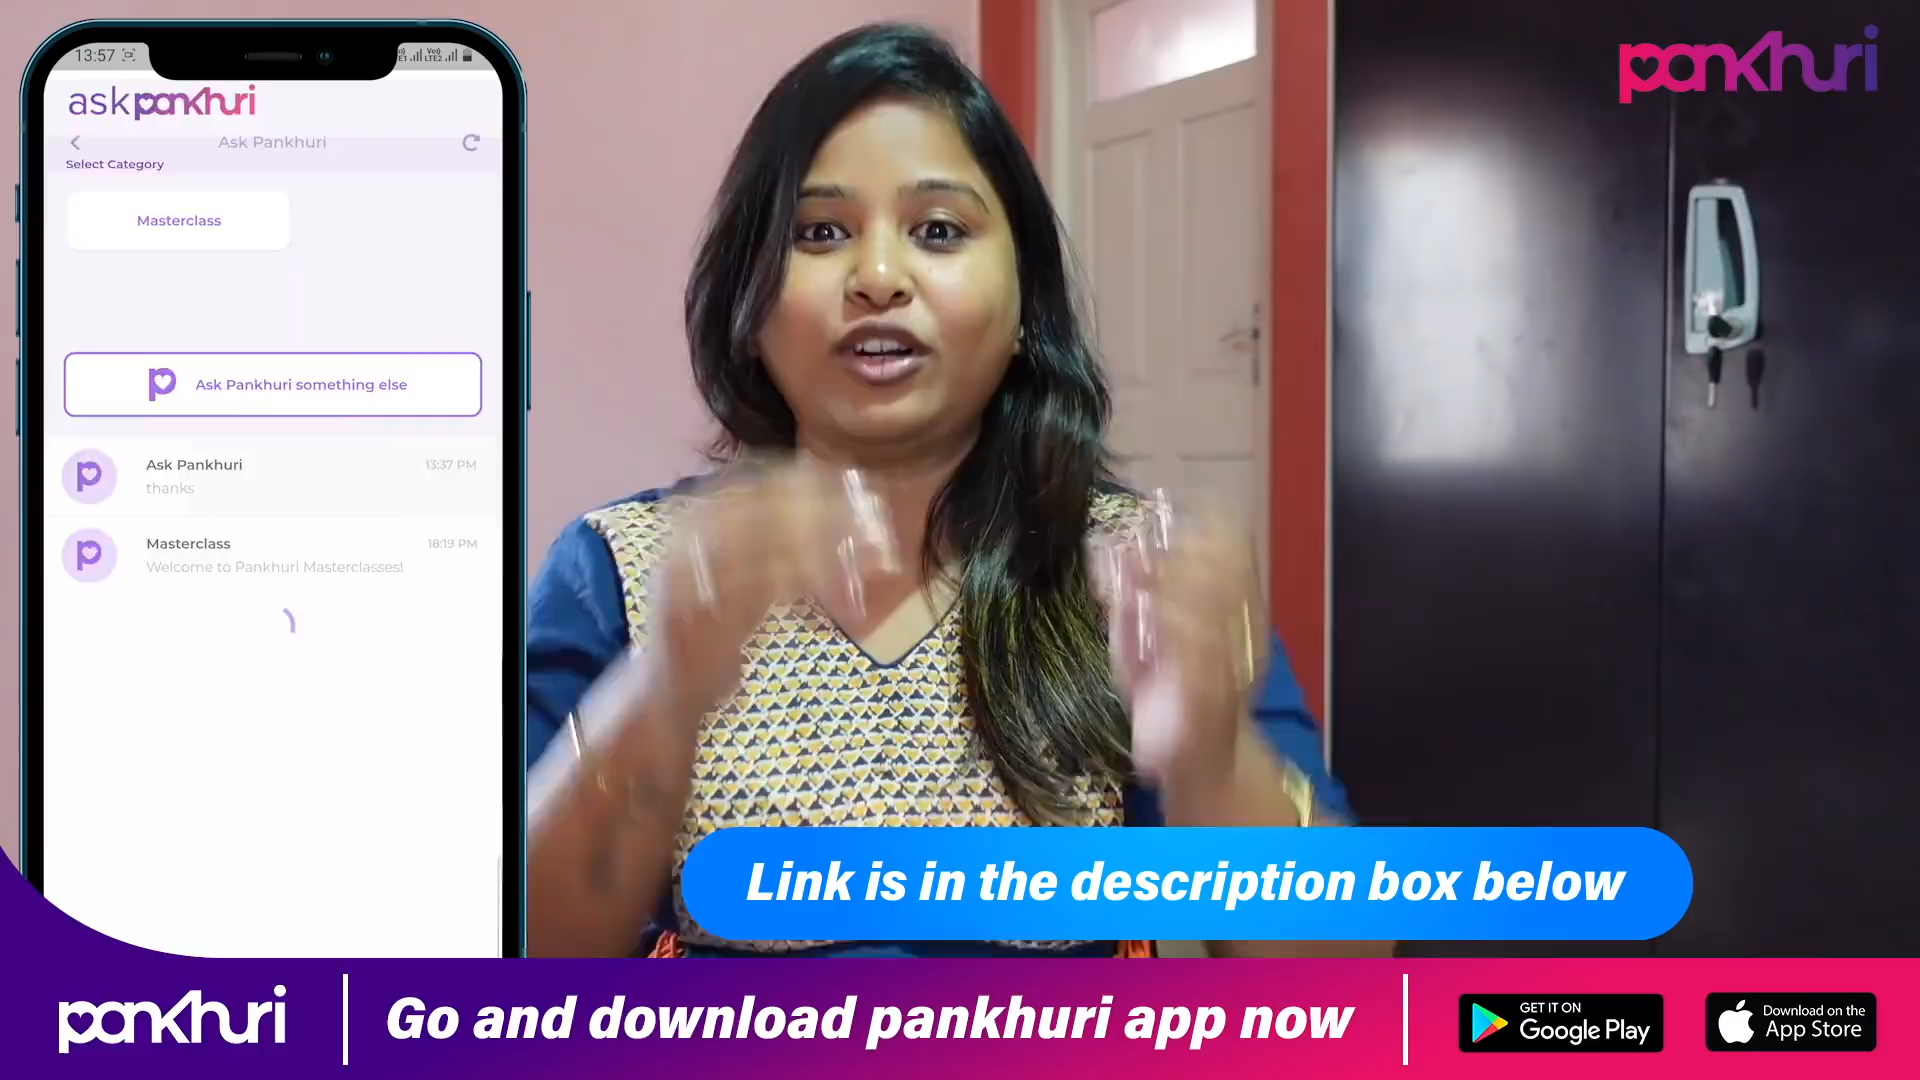 13:57
LTE2
askpankhuri
Ask Pankhuri
Select Category
Masterclass
Ask Pankhuri something else
Ask Pankhuri
13:37 PM
thanks
Masterclass
18:19 PM
Welcome to Pankhuri Masterclasses!
pankhuri
Link is in the description box below
pankhuri
Go and download pankhuri app now
GET IT ON
Google Play
Download on the
App Store